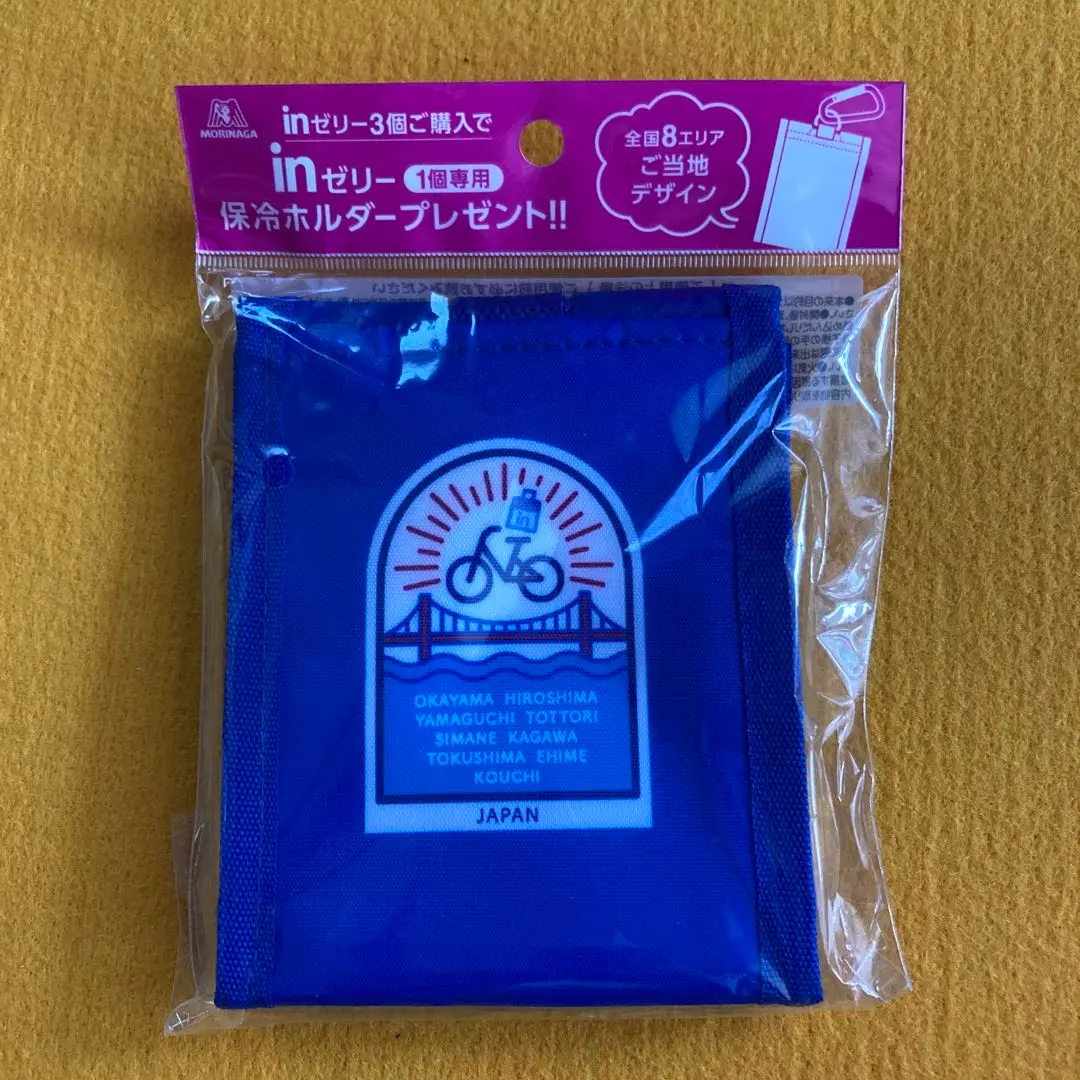 MORINAGA
inゼリー3個ご購入で
inゼリー 1個専用
保冷ホルダープレゼント!!
全国8エリア
ご当地
デザイン
in
OKAYAMA HIROSHIMA
YAMAGUCHI TOTTORI
SIMANE KAGAWA
TOKUSHIMA EHIME
KOUCHI
JAPAN